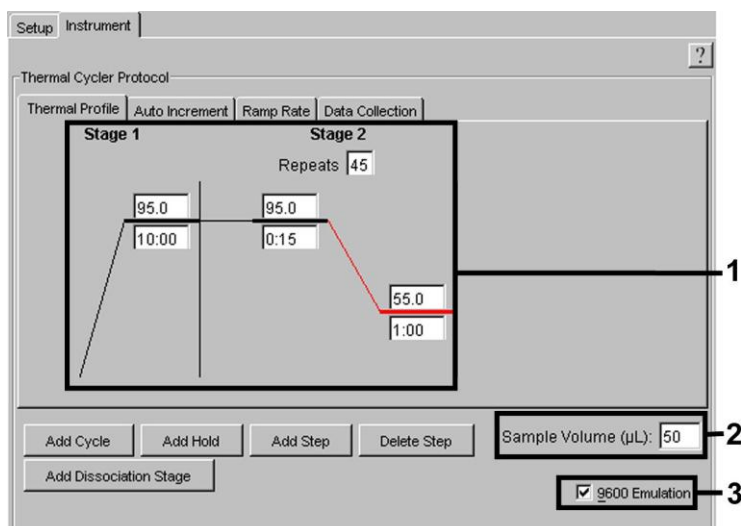 Setup Instrument
?
Thermal Cycler Protocol
Thermal Profile Auto Increment Ramp Rate Data Collection
Stage 1 Stage 2
Repeats 45
95.0 95.0
10:00 0:15
1
55.0
1:00
Add Cycle Add Hold Add Step Delete Step Sample Volume (µL): 50 2
Add Dissociation Stage
9600 Emulation 3